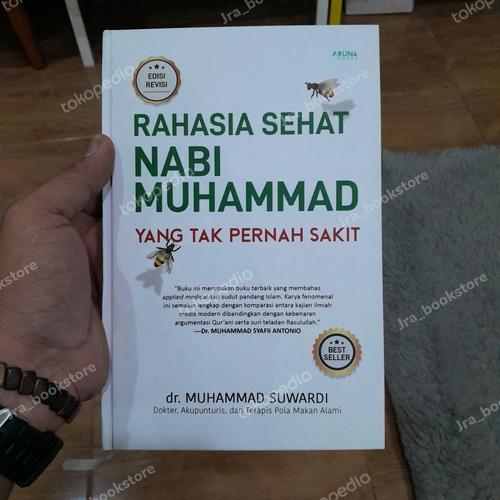 ARUNA
EDISI
REVISI
RAHASIA SEHAT
NABI
MUHAMMAD
YANG TAK PERNAH SAKIT
"Buku ini merupakan buku terbaik yang membahas
applied medical dari sudut pandang Islam. Karya fenomenal
ini semakin lengkap dengan komparasi antara kajian ilmiah
medis modern dibandingkan dengan kebenaran
argumentasi Qur'ani serta suri teladan Rasulullah."
—Dr. MUHAMMAD SYAFII ANTONIO
BEST
SELLER
dr. MUHAMMAD SUWARDI
Dokter, Akupunturis, dan Terapis Pola Makan Alami
tokopedia
Jra_bookstore